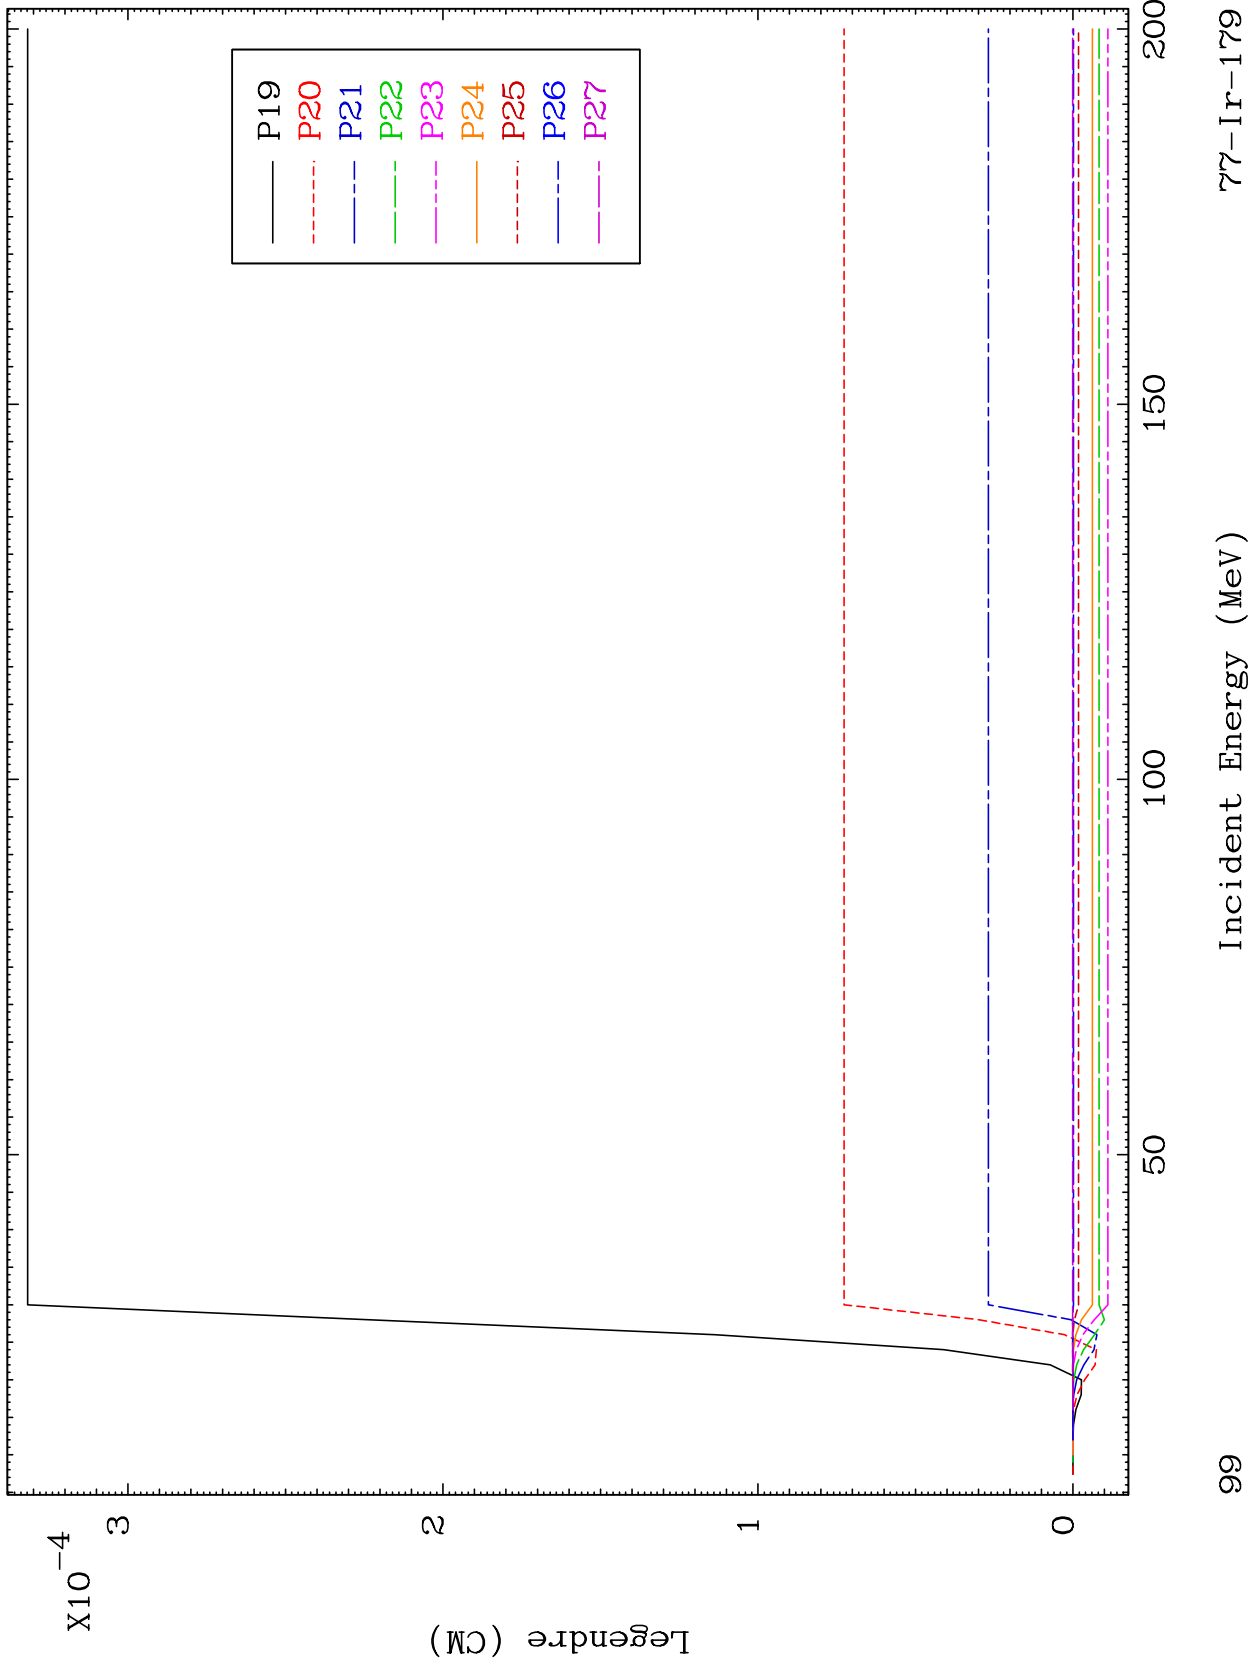 X10-4
3
2
1
0
Legendre (CM)
P19
P20
P21
P22
P23
P24
P25
P26
P27
50
100
150
200
Incident Energy (MeV)
99
77-Ir-179